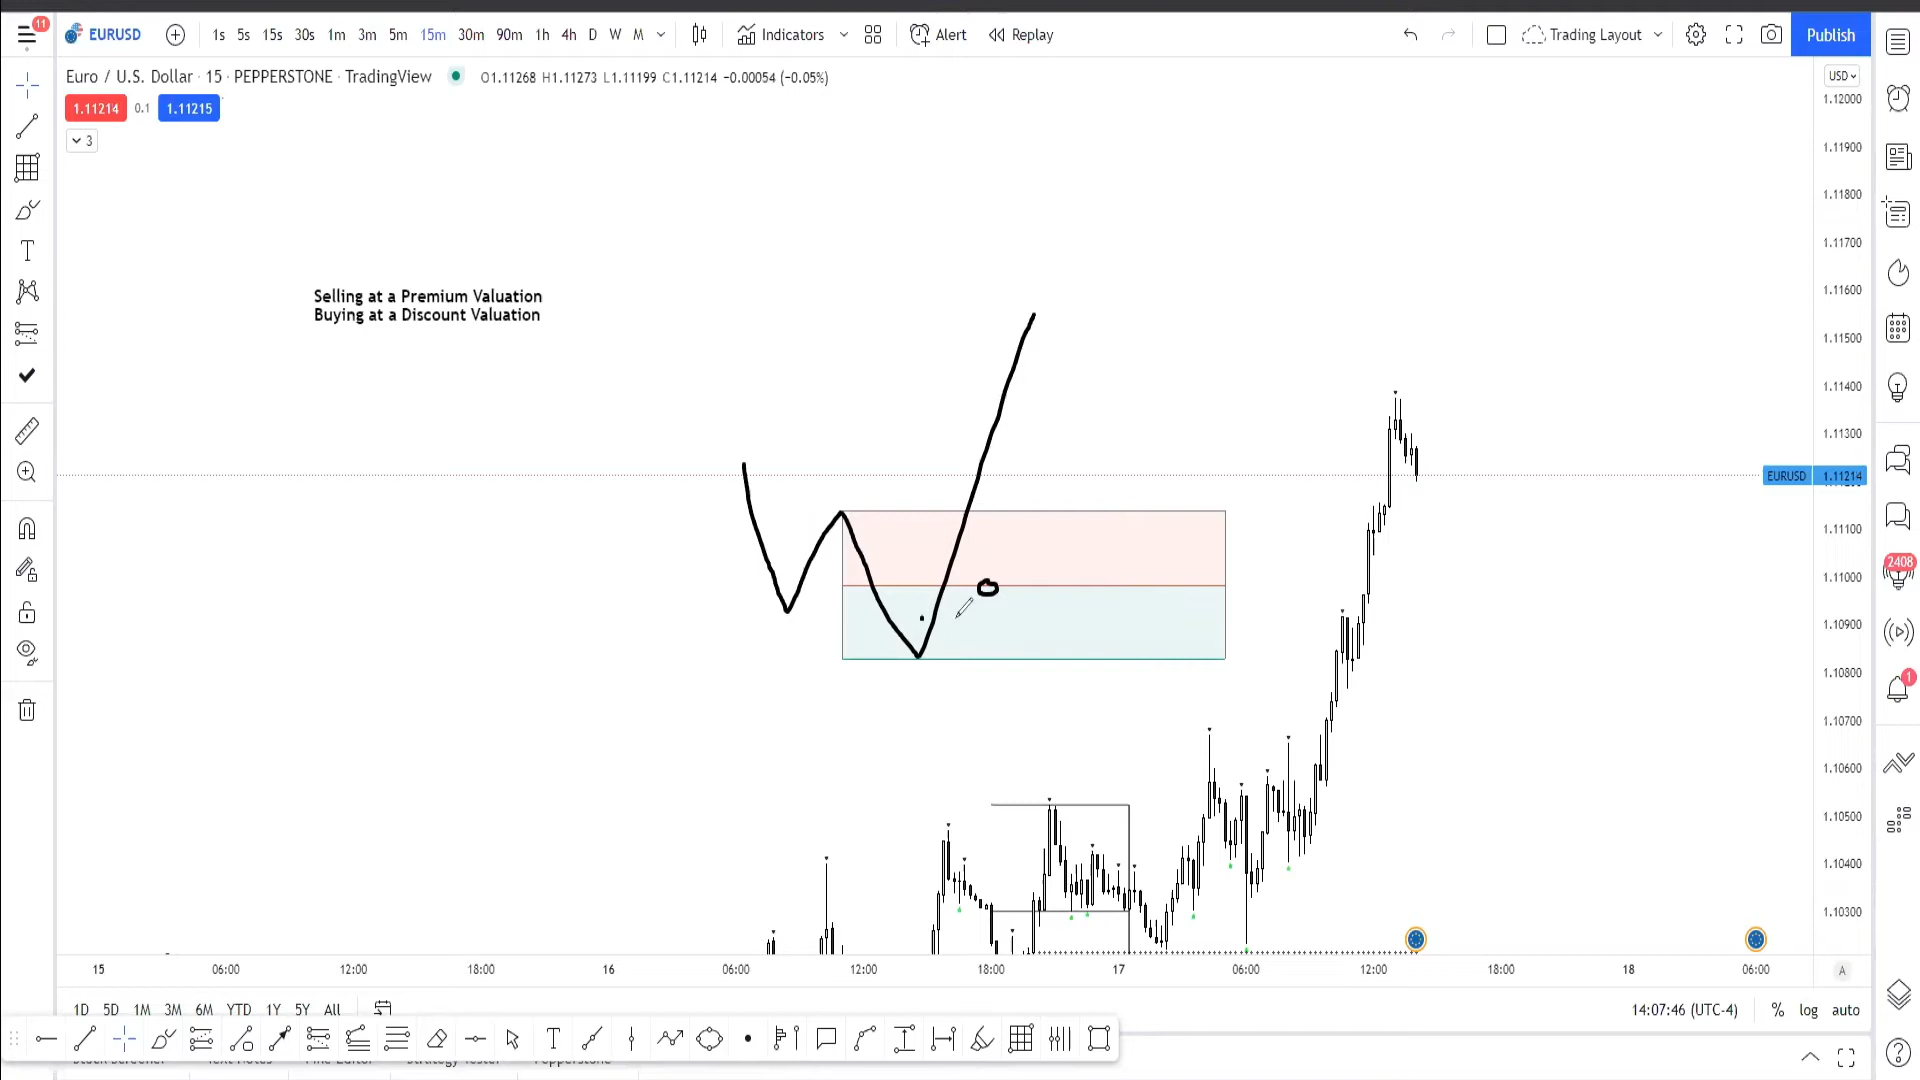 11
EURUSD 1s 5s 15s 30s 1m 3m 5m 15m 30m 90m 1h 4h D W M Indicators Alert Replay Trading Layout Publish
Euro / U.S. Dollar · 15 · PEPPERSTONE · TradingView O1.11268 H1.11273 L1.11199 C1.11214 −0.00054 (−0.05%)
USD
1.11214 0.1 1.11215
3
1.12000
1.11900
1.11800
1.11700
1.11600
Selling at a Premium Valuation
Buying at a Discount Valuation
1.11500
1.11400
1.11300
EURUSD 1.11214
1.11100
2408
1.11000
1.10900
1.10800
1
1.10700
1.10600
1.10500
1.10400
1.10300
15 06:00 12:00 18:00 16 06:00 12:00 18:00 17 06:00 12:00 18:00 18 06:00 A
1D 5D 1M 3M 6M YTD 1Y 5Y All 14:07:46 (UTC-4) % log auto